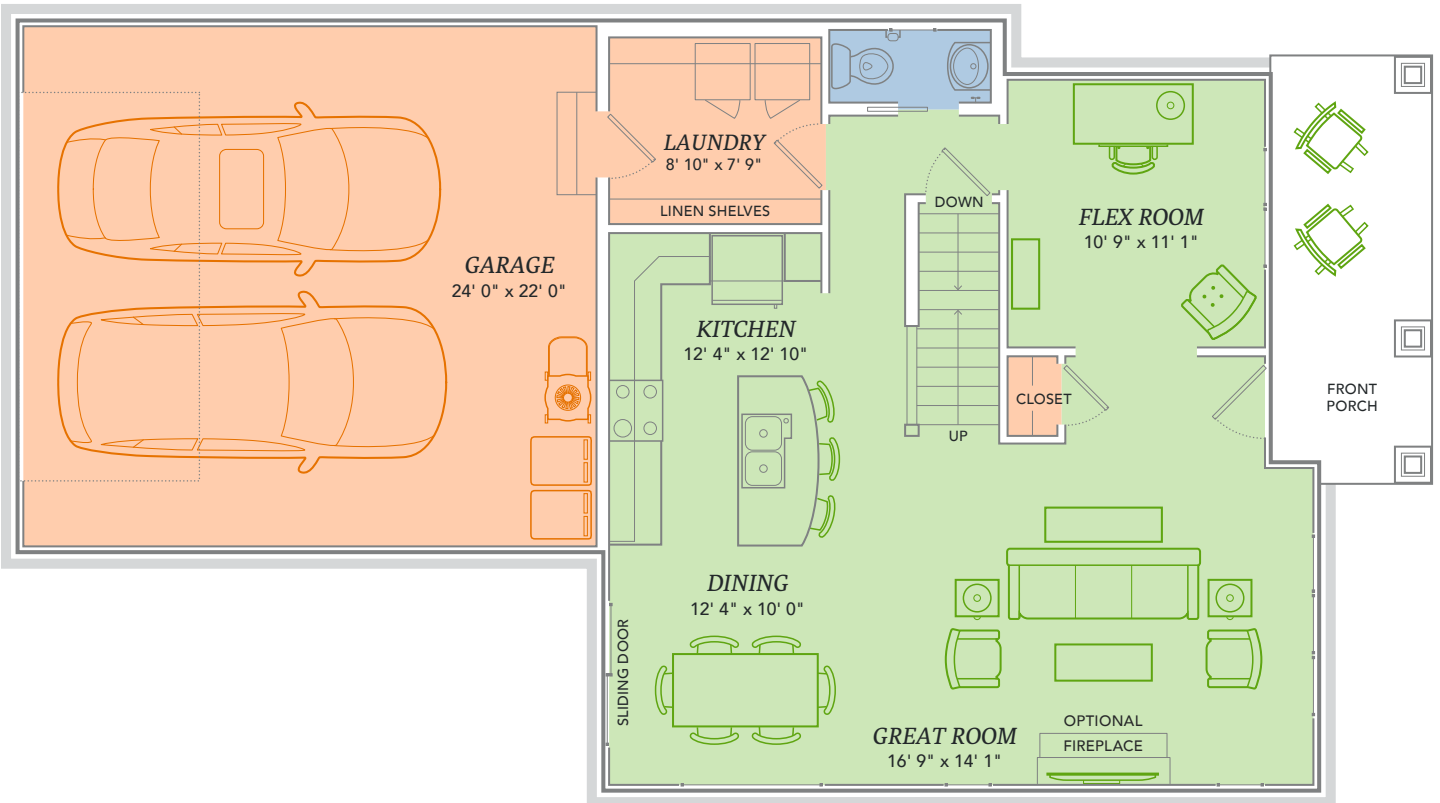 LAUNDRY
8' 10" x 7' 9"
LINEN SHELVES
DOWN
FLEX ROOM
10' 9" x 11' 1"
GARAGE
24' 0" x 22' 0"
KITCHEN
12' 4" x 12' 10"
CLOSET
FRONT
PORCH
UP
DINING
12' 4" x 10' 0"
SLIDING DOOR
GREAT ROOM
16' 9" x 14' 1"
OPTIONAL
FIREPLACE